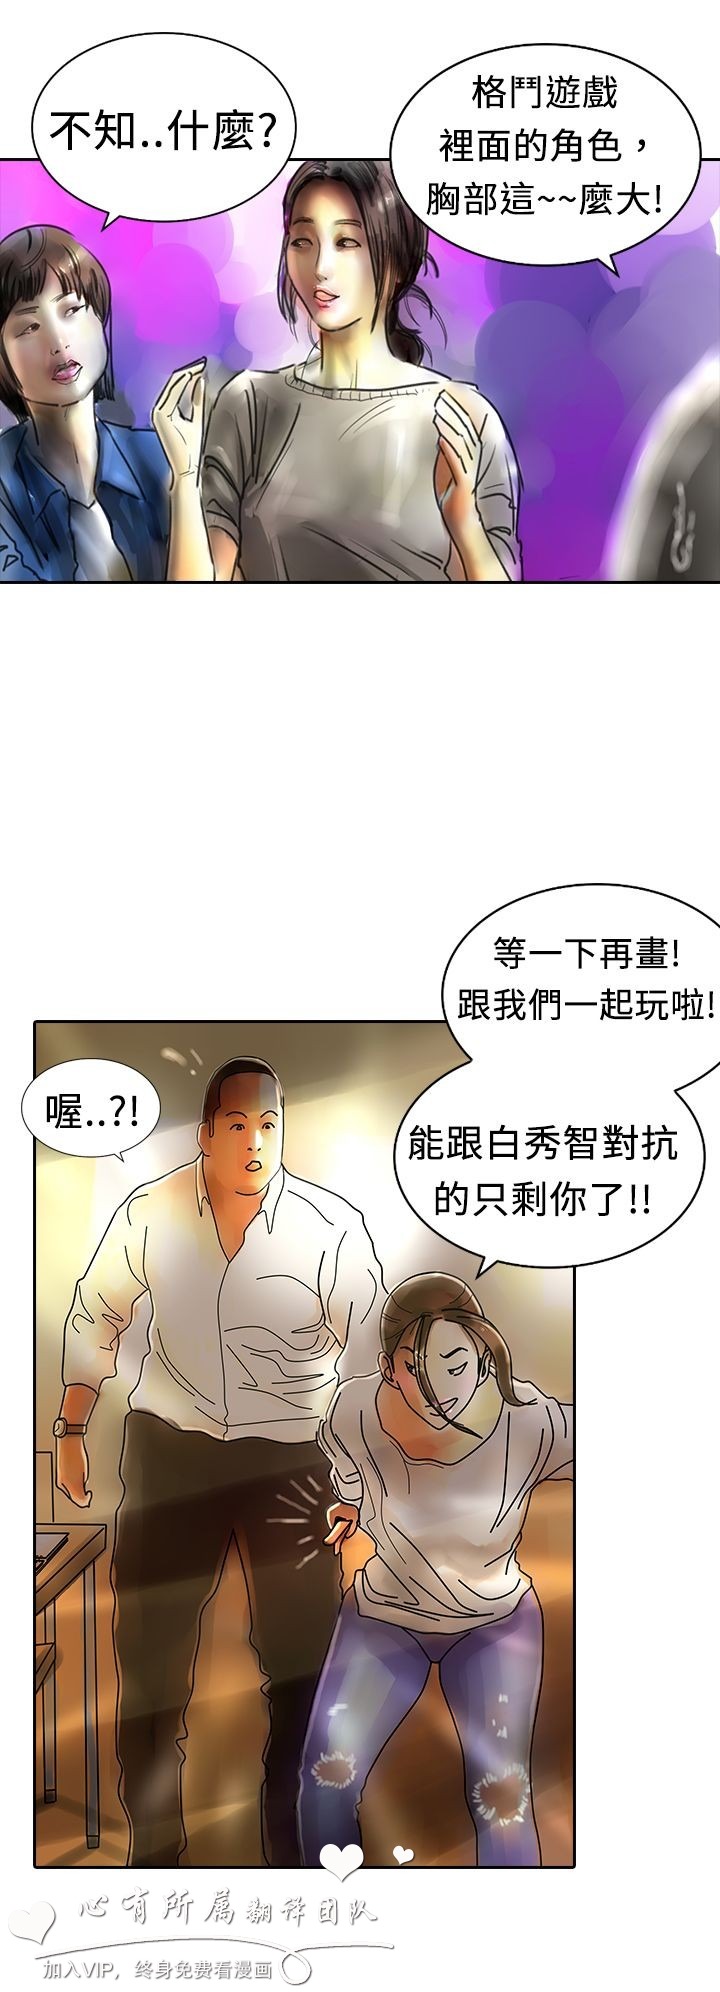 不知..什麼?
格鬥遊戲
裡面的角色，
胸部這~~麼大!
等一下再畫!
跟我們一起玩啦!
喔..?!
能跟白秀智對抗
的只剩你了!!
心有所属翻译团队
加入VIP，终身免费看漫画